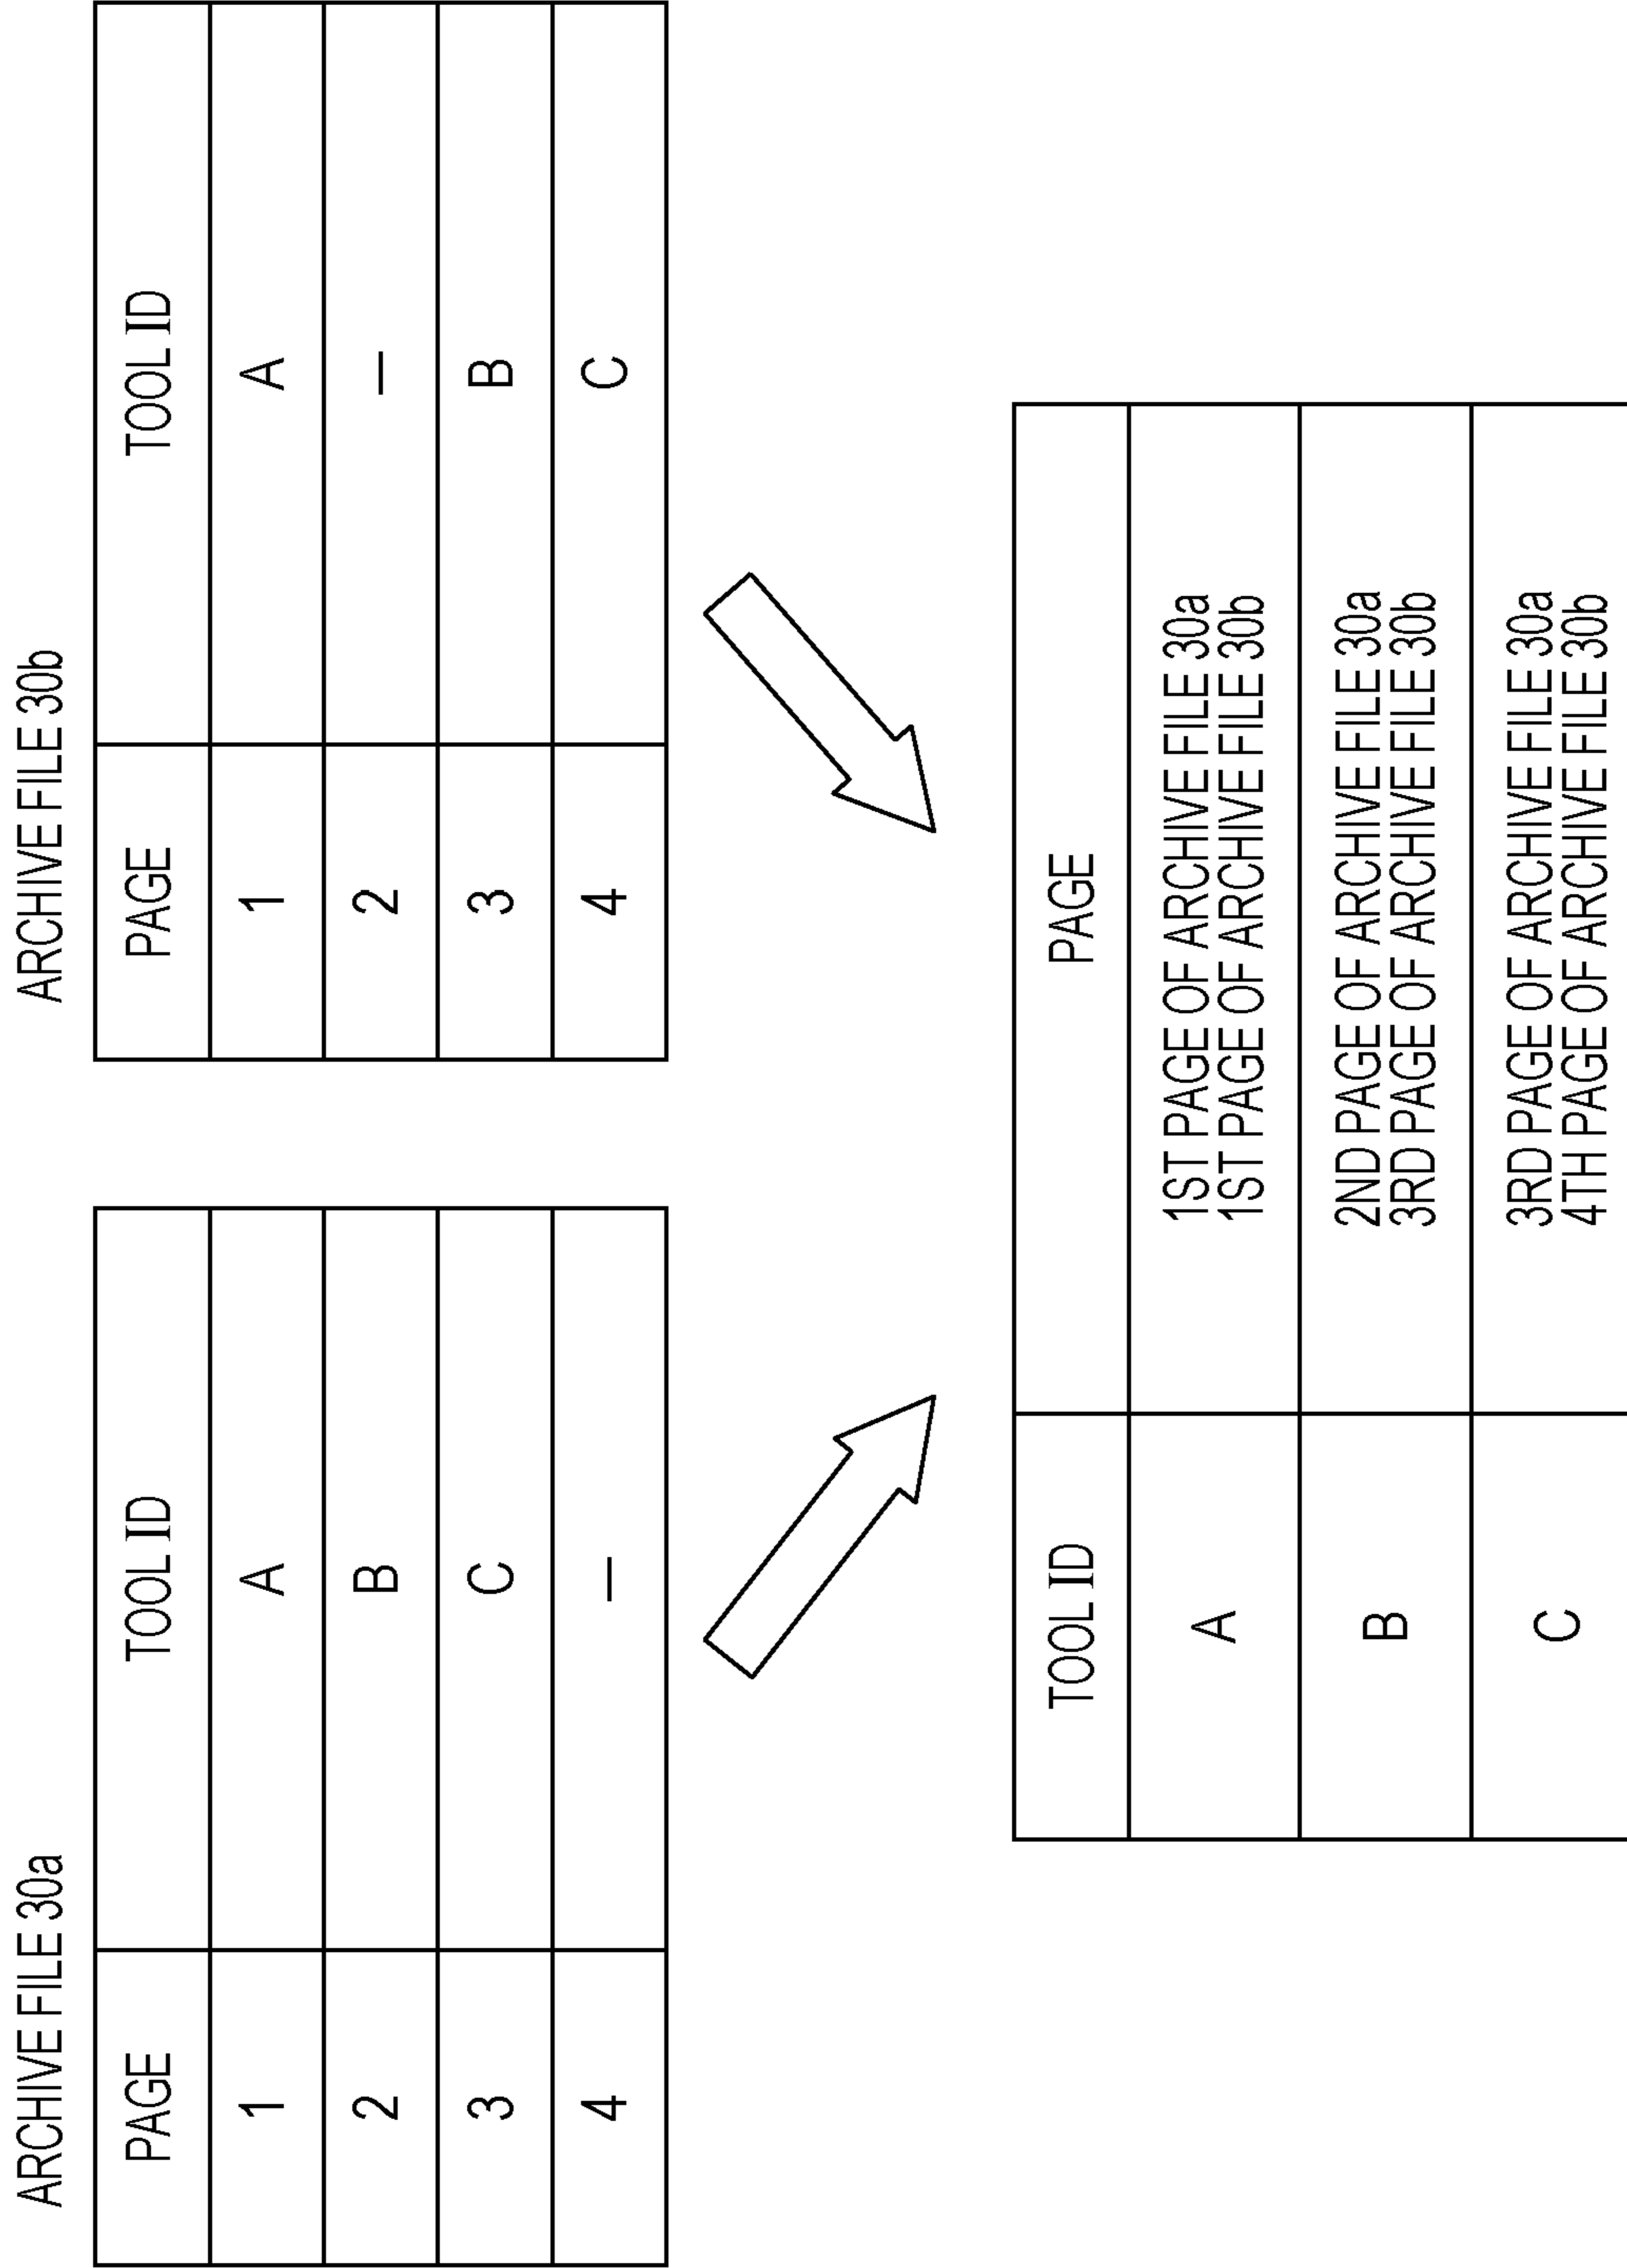 ARCHIVE FILE 30a
PAGE TOOL ID
1 A
2 B
3 C
4 —
ARCHIVE FILE 30b
PAGE TOOL ID
1 A
2 —
3 B
4 C
TOOL ID PAGE
A 1ST PAGE OF ARCHIVE FILE 30a
1ST PAGE OF ARCHIVE FILE 30b
B 2ND PAGE OF ARCHIVE FILE 30a
3RD PAGE OF ARCHIVE FILE 30b
C 3RD PAGE OF ARCHIVE FILE 30a
4TH PAGE OF ARCHIVE FILE 30b